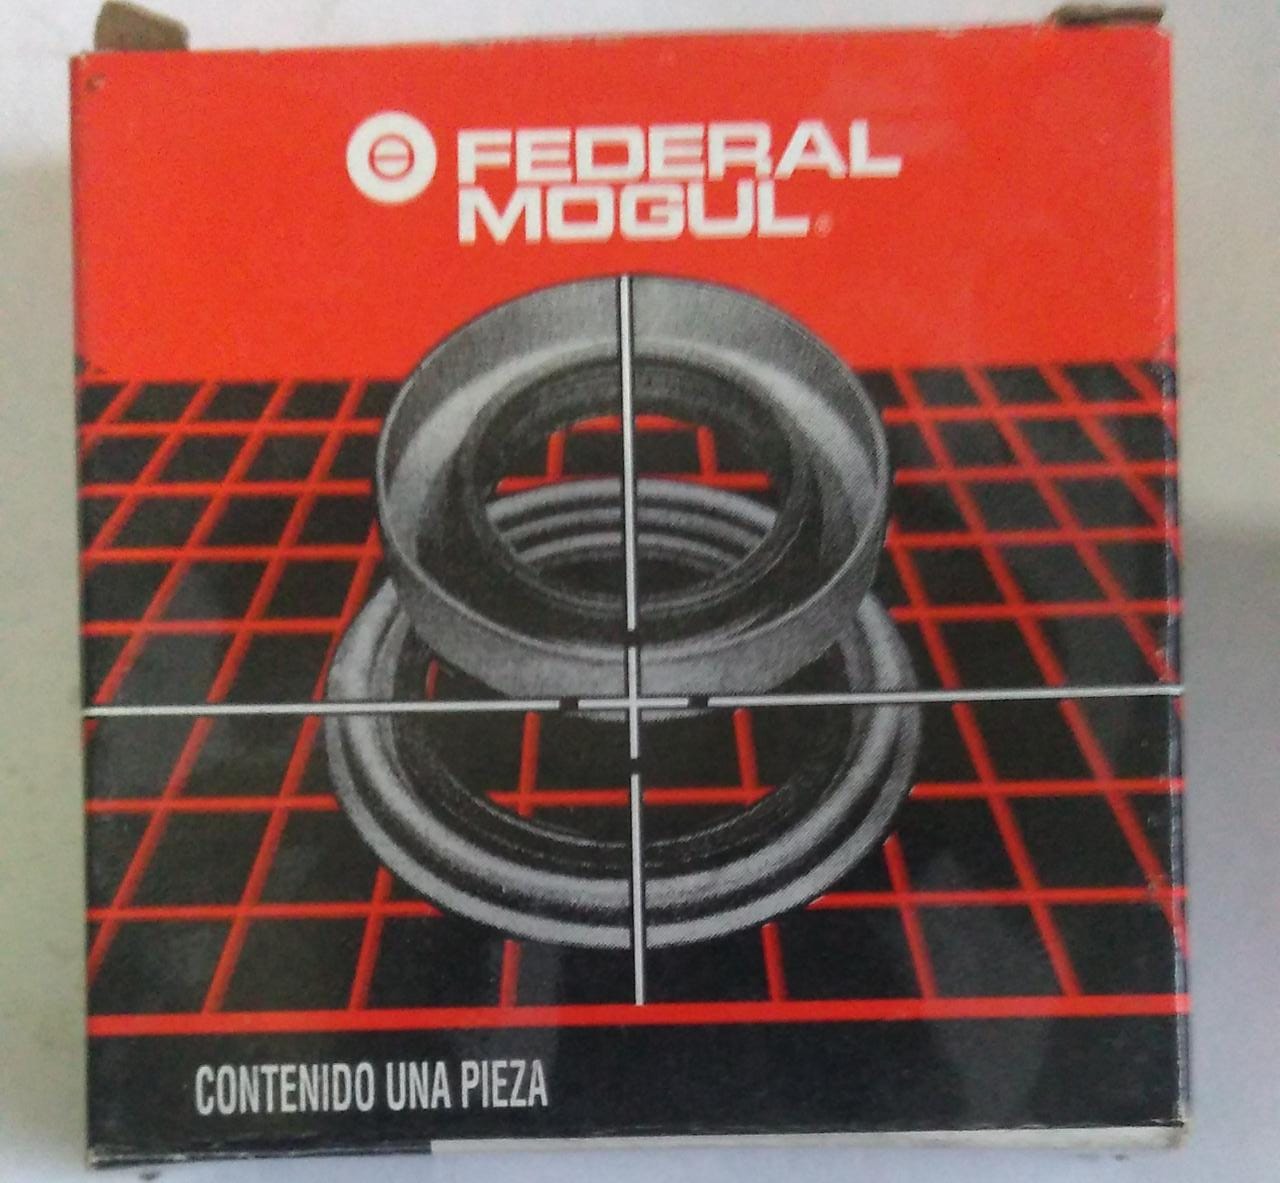 FEDERAL
MOGUL®
CONTENIDO UNA PIEZA